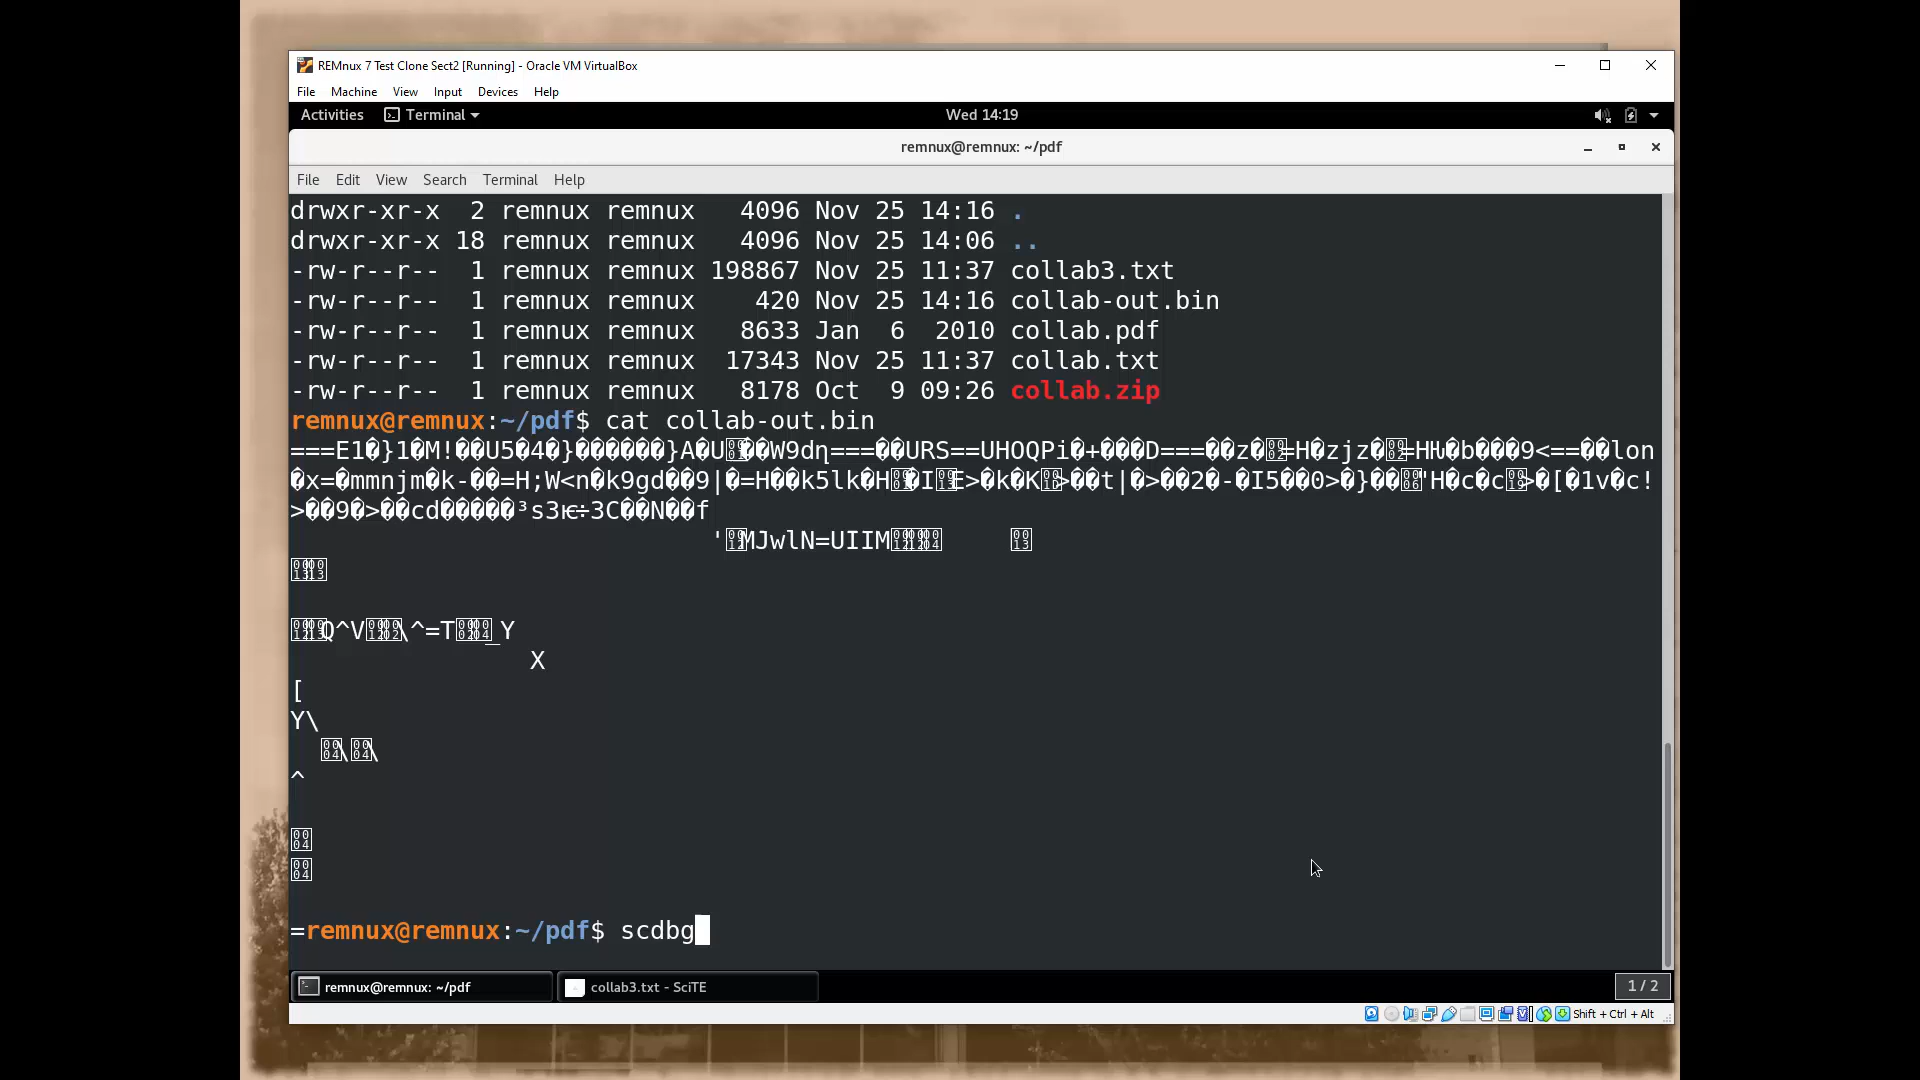 REMnux 7 Test Clone Sect2 [Running] - Oracle VM VirtualBox
File Machine View Input Devices Help
Activities Terminal Wed 14:19
remnux@remnux: ~/pdf
File Edit View Search Terminal Help
drwxr-xr-x 2 remnux remnux 4096 Nov 25 14:16 .
drwxr-xr-x 18 remnux remnux 4096 Nov 25 14:06 ..
-rw-r--r-- 1 remnux remnux 198867 Nov 25 11:37 collab3.txt
-rw-r--r-- 1 remnux remnux 420 Nov 25 14:16 collab-out.bin
-rw-r--r-- 1 remnux remnux 8633 Jan 6 2010 collab.pdf
-rw-r--r-- 1 remnux remnux 17343 Nov 25 11:37 collab.txt
-rw-r--r-- 1 remnux remnux 8178 Oct 9 09:26 collab.zip
remnux@remnux:~/pdf$ cat collab-out.bin
'MJwlN=UIIM
Q^V\^=T_Y
X
[
Y\
\\
^
=remnux@remnux:~/pdf$ scdbg
remnux@remnux: ~/pdf collab3.txt - SciTE 1 / 2
Shift + Ctrl + Alt